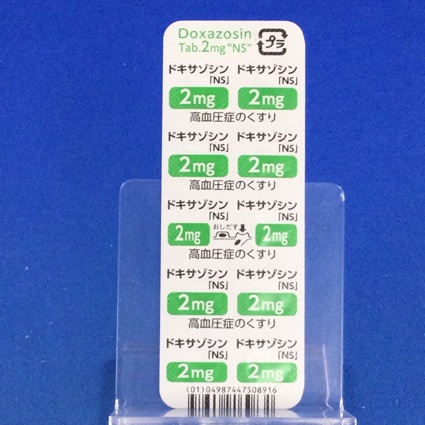 Doxazosin
Tab.2mg"NS"
プラ
ドキサゾシン ドキサゾシン
「NS」 「NS」
2mg 2mg
高血圧症のくすり
ドキサゾシン ドキサゾシン
「NS」 「NS」
2mg 2mg
高血圧症のくすり
ドキサゾシン ドキサゾシン
「NS」 「NS」
2mg おしだす 2mg
高血圧症のくすり
ドキサゾシン ドキサゾシン
「NS」 「NS」
2mg 2mg
高血圧症のくすり
ドキサゾシン ドキサゾシン
「NS」 「NS」
2mg 2mg
(01)04987447508916